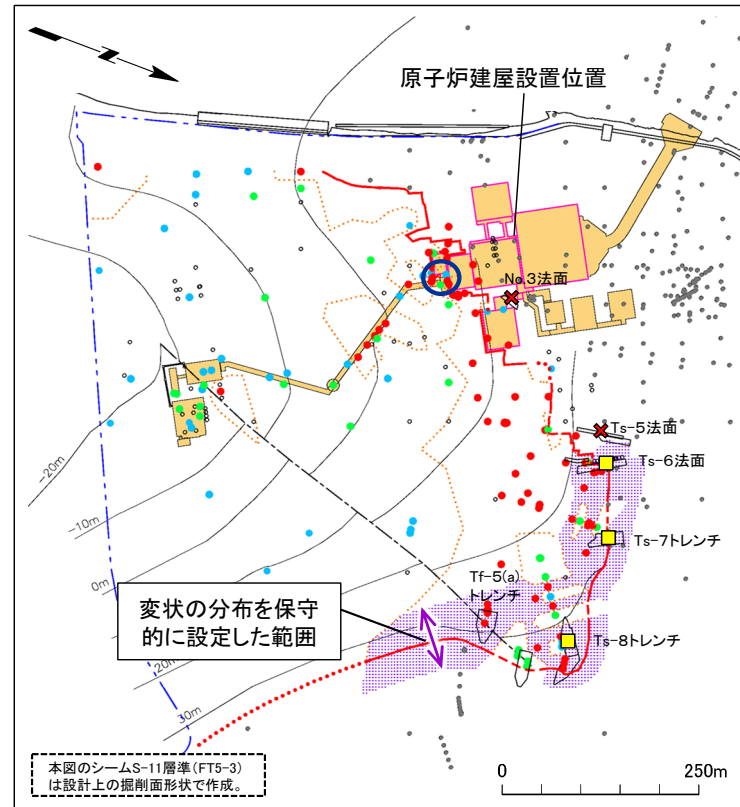 原子炉建屋設置位置
No.3法面
Ts-5法面
Ts-6法面
Ts-7トレンチ
Tf-5(a)
トレンチ
Ts-8トレンチ
-20m
-10m
0m
20m
30m
変状の分布を保守
的に設定した範囲
本図のシームS-11層準(FT5-3)
は設計上の掘削面形状で作成。
0 250m